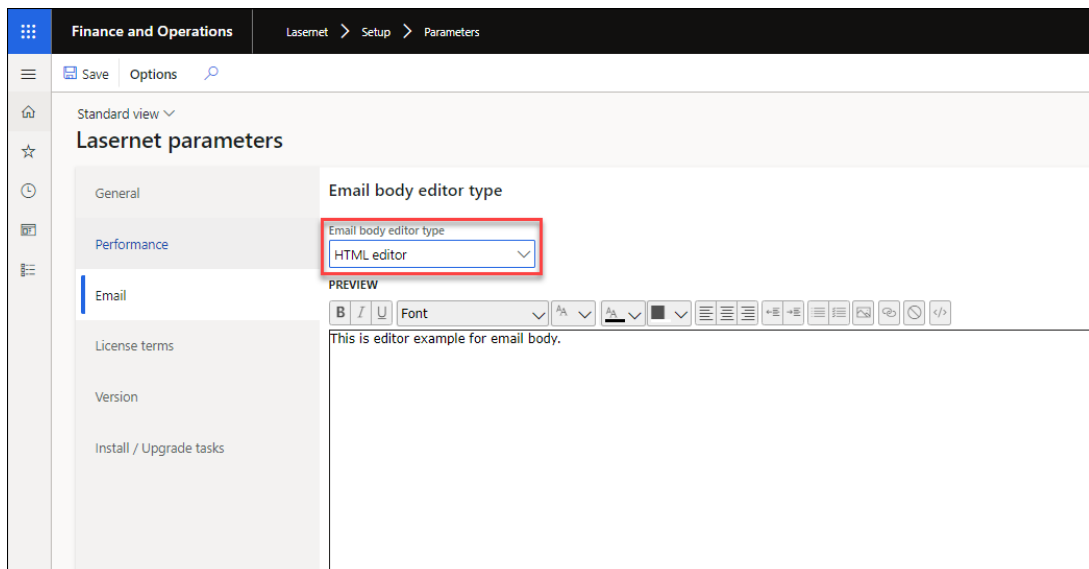 Finance and Operations Lasernet Setup Parameters
Save Options
Standard view
Lasernet parameters
General
Performance
Email
License terms
Version
Install / Upgrade tasks
Email body editor type
Email body editor type
HTML editor
PREVIEW
B I U Font
This is editor example for email body.